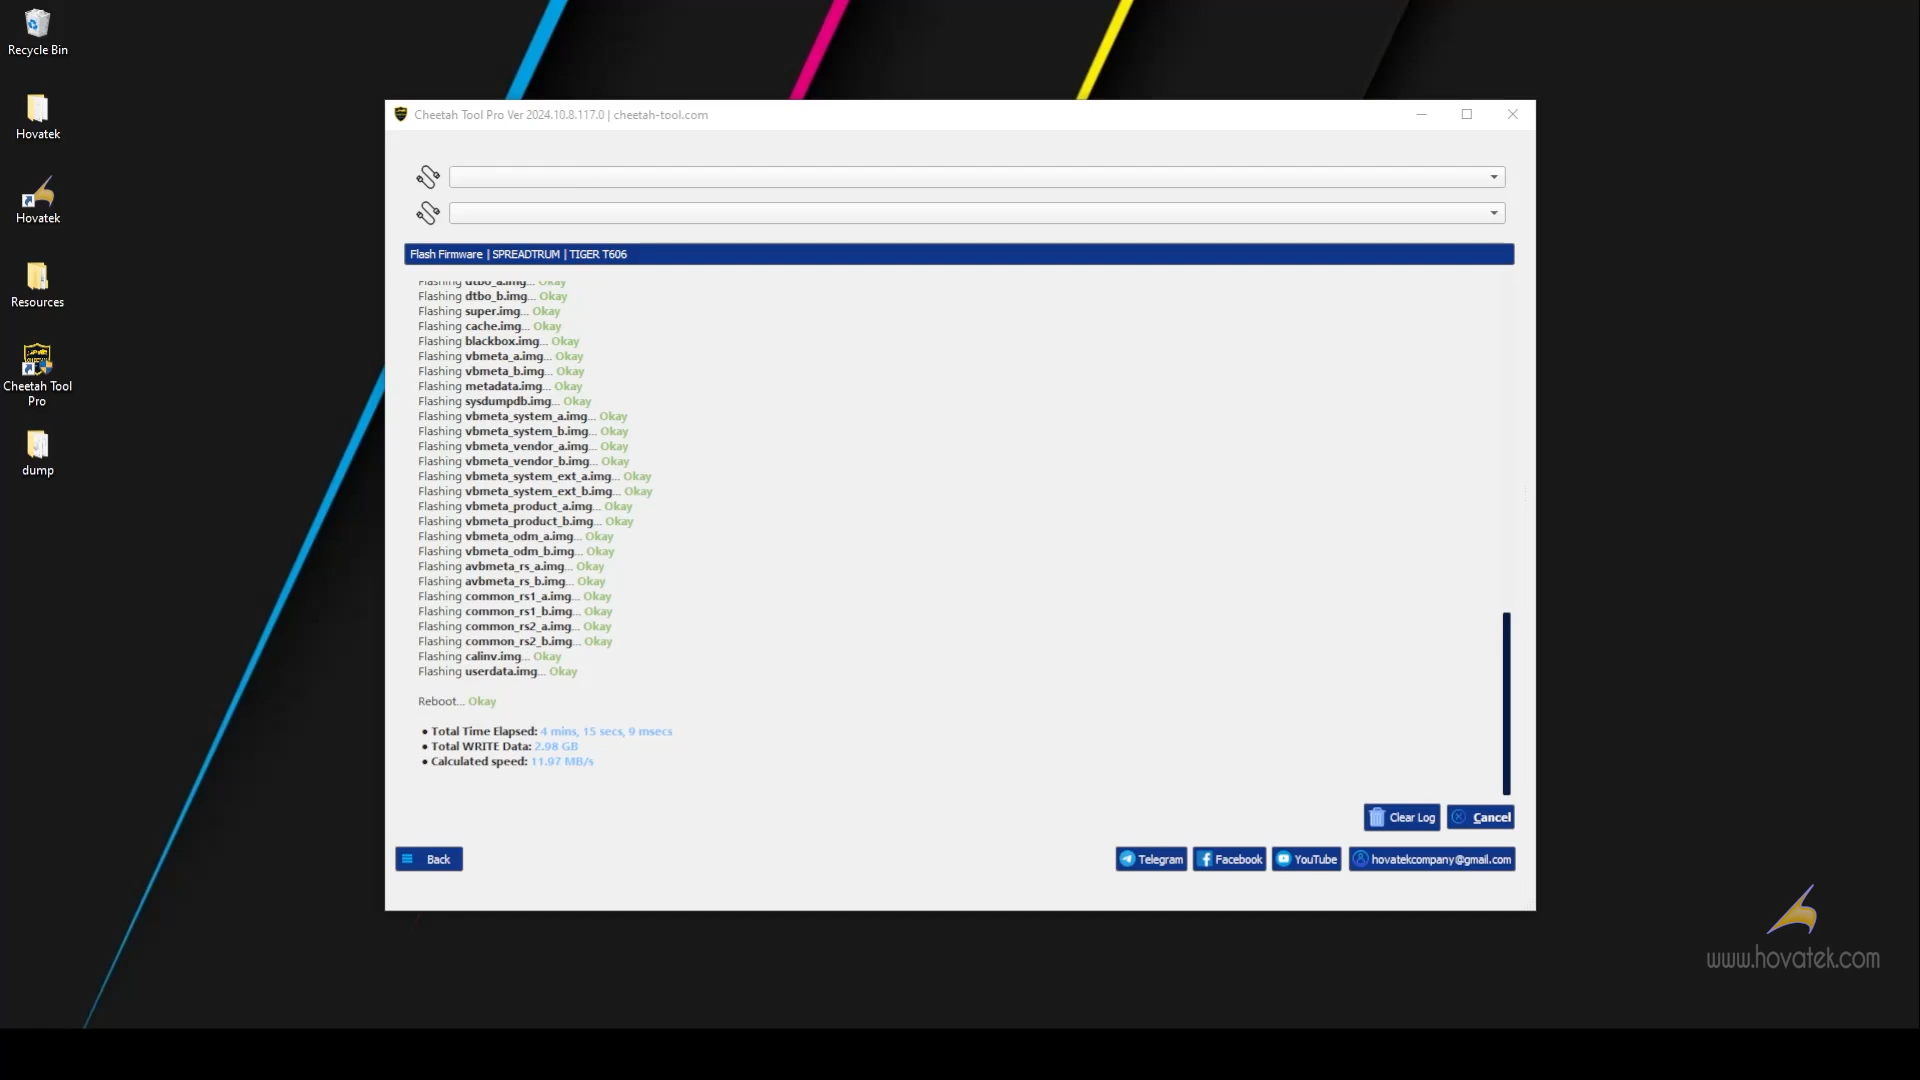 Recycle Bin
Hovatek
Hovatek
Resources
Cheetah Tool
Pro
dump
Cheetah Tool Pro Ver 2024.10.8.117.0 | cheetah-tool.com
Flash Firmware | SPREADTRUM | TIGER T606
Flashing dtbo_a.img... Okay
Flashing dtbo_b.img... Okay
Flashing super.img... Okay
Flashing cache.img... Okay
Flashing blackbox.img... Okay
Flashing vbmeta_a.img... Okay
Flashing vbmeta_b.img... Okay
Flashing metadata.img... Okay
Flashing sysdumpdb.img... Okay
Flashing vbmeta_system_a.img... Okay
Flashing vbmeta_system_b.img... Okay
Flashing vbmeta_vendor_a.img... Okay
Flashing vbmeta_vendor_b.img... Okay
Flashing vbmeta_system_ext_a.img... Okay
Flashing vbmeta_system_ext_b.img... Okay
Flashing vbmeta_product_a.img... Okay
Flashing vbmeta_product_b.img... Okay
Flashing vbmeta_odm_a.img... Okay
Flashing vbmeta_odm_b.img... Okay
Flashing avbmeta_rs_a.img... Okay
Flashing avbmeta_rs_b.img... Okay
Flashing common_rs1_a.img... Okay
Flashing common_rs1_b.img... Okay
Flashing common_rs2_a.img... Okay
Flashing common_rs2_b.img... Okay
Flashing calinv.img... Okay
Flashing userdata.img... Okay
Reboot... Okay
• Total Time Elapsed: 4 mins, 15 secs, 9 msecs
• Total WRITE Data: 2.98 GB
• Calculated speed: 11.97 MB/s
Clear Log
Cancel
Back
Telegram
Facebook
YouTube
hovatekcompany@gmail.com
www.hovatek.com